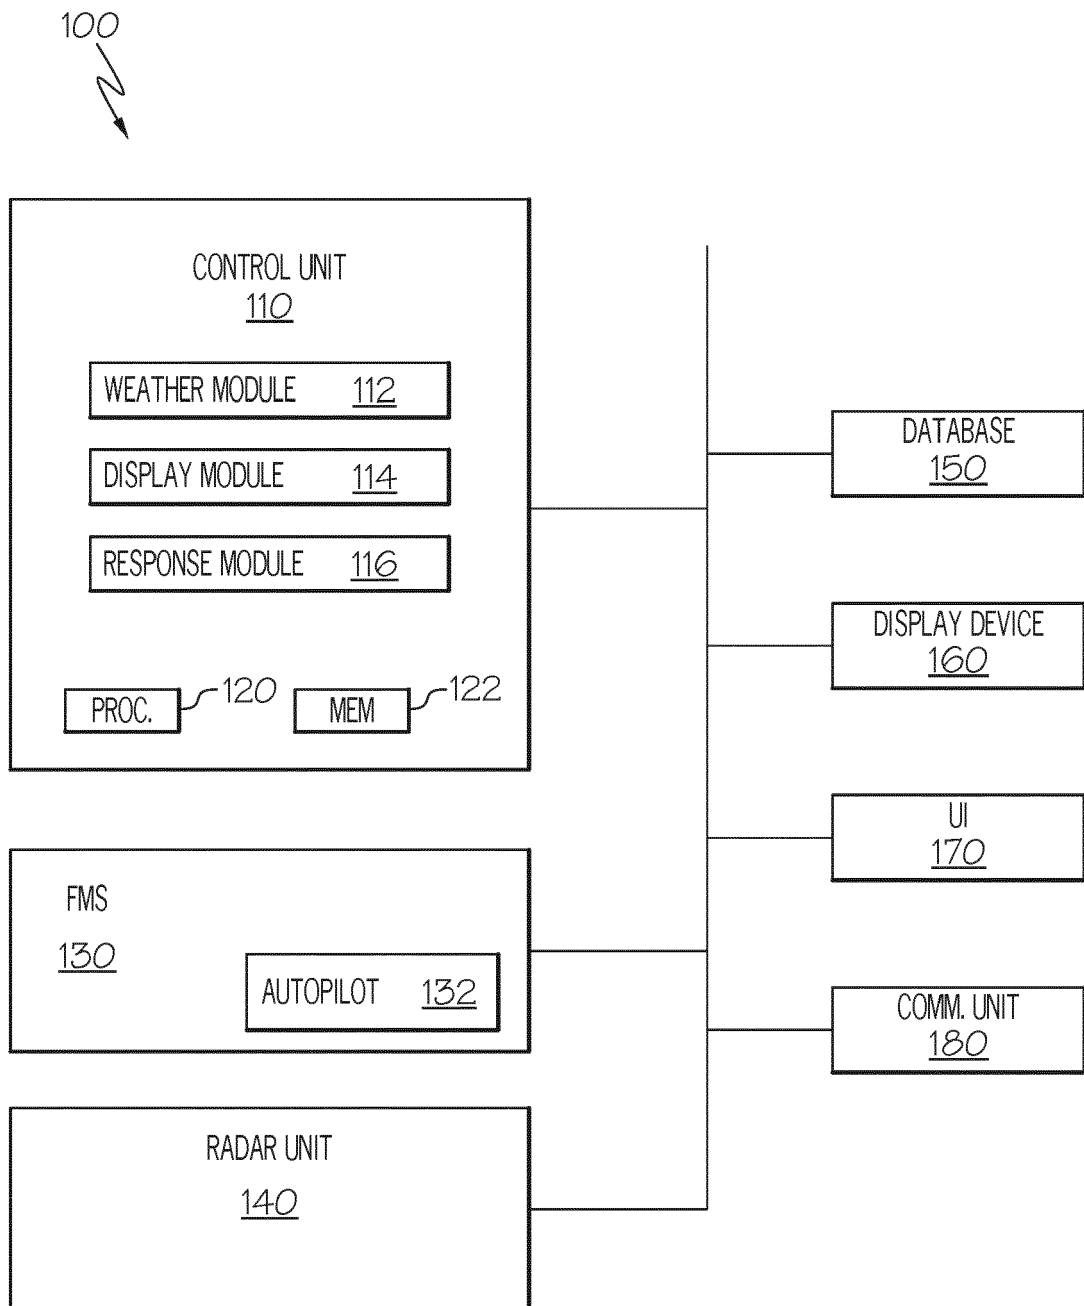 100
CONTROL UNIT
110
WEATHER MODULE 112
DISPLAY MODULE 114
RESPONSE MODULE 116
PROC. 120
MEM 122
FMS
130
AUTOPILOT 132
RADAR UNIT
140
DATABASE
150
DISPLAY DEVICE
160
UI
170
COMM. UNIT
180